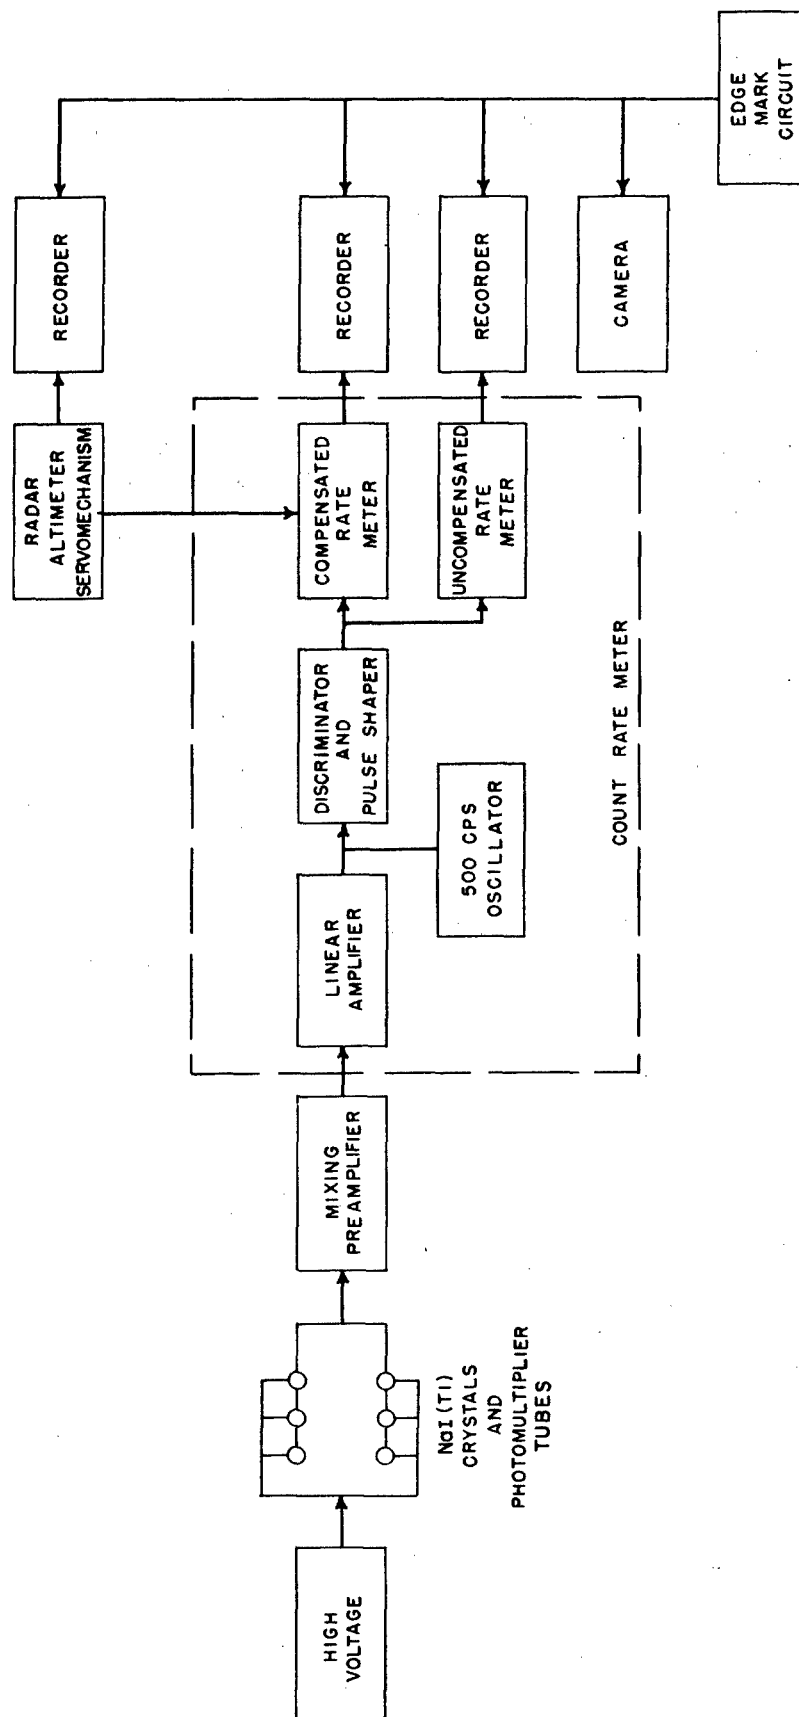 HIGH
VOLTAGE
NaI(Tl)
CRYSTALS
AND
PHOTOMULTIPLIER
TUBES
MIXING
PREAMPLIFIER
LINEAR
AMPLIFIER
500 CPS
OSCILLATOR
DISCRIMINATOR
AND
PULSE SHAPER
COUNT RATE METER
RADAR
ALTIMETER
SERVOMECHANISM
COMPENSATED
RATE
METER
UNCOMPENSATED
RATE
METER
RECORDER
RECORDER
RECORDER
CAMERA
EDGE
MARK
CIRCUIT